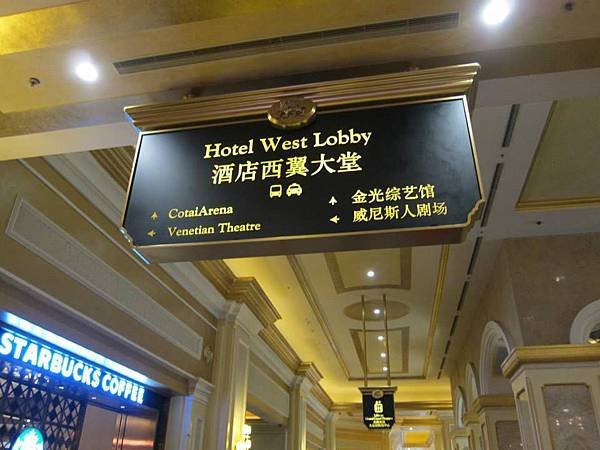 Hotel West Lobby
酒店西翼大堂
CotaiArena
Venetian Theatre
金光综艺馆
威尼斯人剧场
STARBUCKS COFFEE